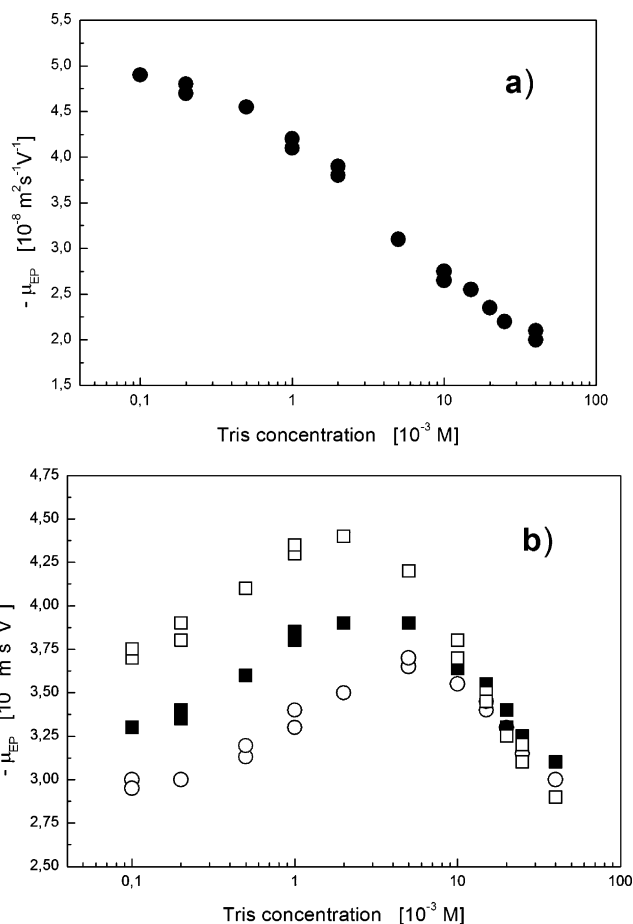 5,5
5,0
4,5
4,0
3,5
3,0
2,5
2,0
1,5
- μEP [10⁻⁸ m²s⁻¹V⁻¹]
a)
0,1 1 10 100
Tris concentration [10⁻³ M]
4,75
4,50
4,25
4,00
3,75
3,50
3,25
3,00
2,75
2,50
- μEP [10 m s V ]
b)
0,1 1 10 100
Tris concentration [10⁻³ M]